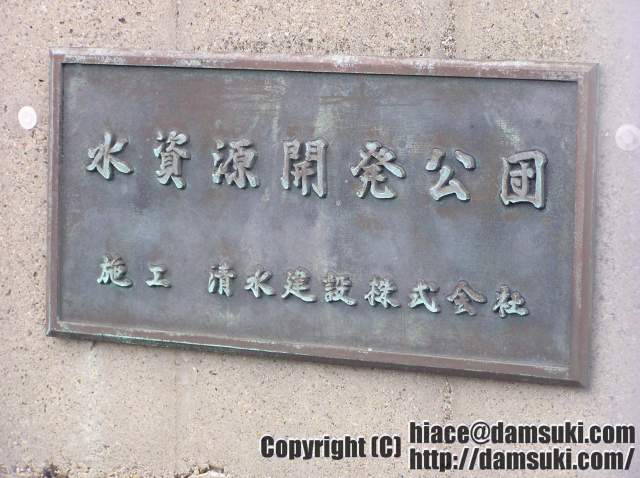 水資源開発公団
施工 清水建設株式会社
Copyright (C) hiace@damsuki.com
http://damsuki.com/